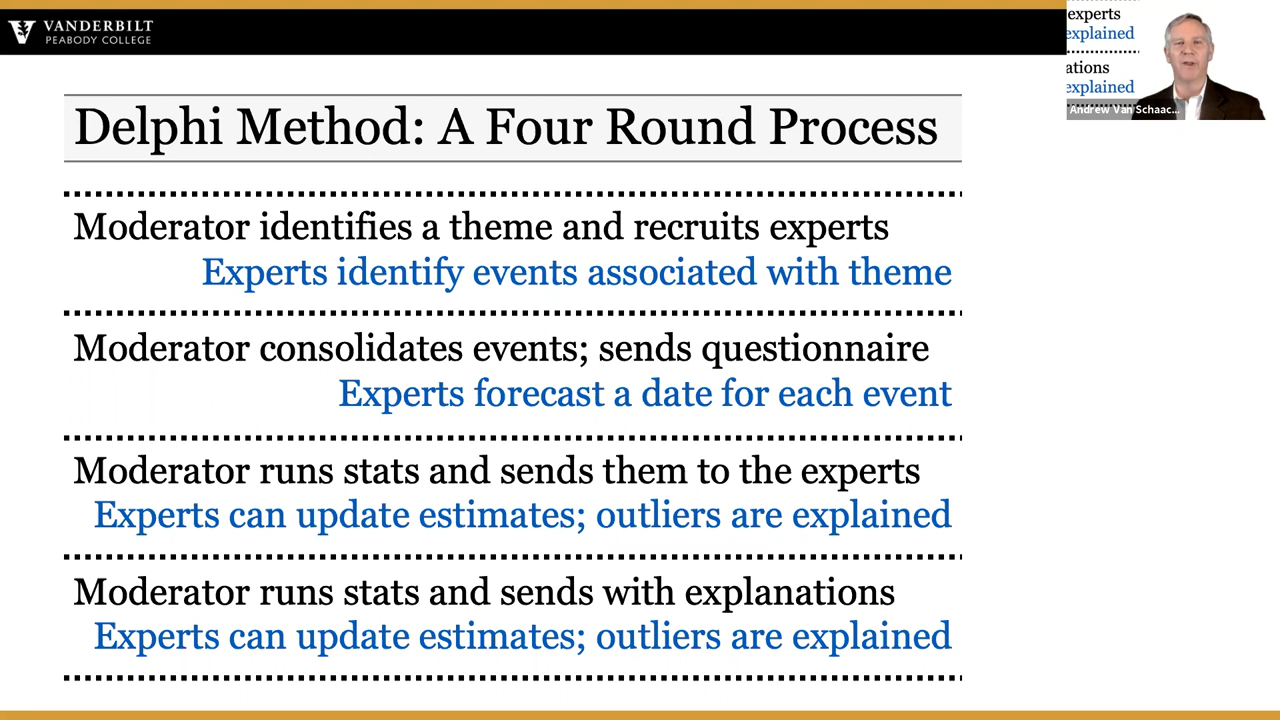 VANDERBILT
PEABODY COLLEGE
experts
explained
ations
explained
Andrew Van Schaac...
Delphi Method: A Four Round Process
Moderator identifies a theme and recruits experts
Experts identify events associated with theme
Moderator consolidates events; sends questionnaire
Experts forecast a date for each event
Moderator runs stats and sends them to the experts
Experts can update estimates; outliers are explained
Moderator runs stats and sends with explanations
Experts can update estimates; outliers are explained